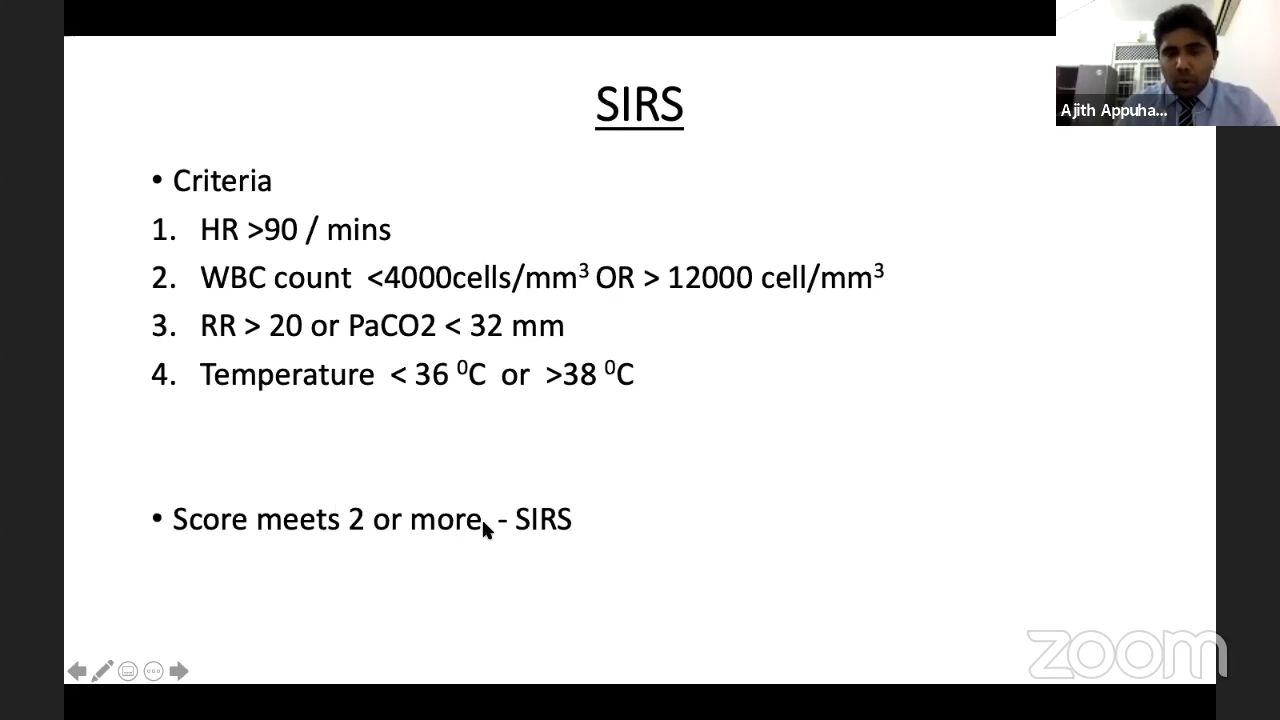 SIRS
Ajith Appuha...
• Criteria
1. HR >90 / mins
2. WBC count <4000cells/mm³ OR > 12000 cell/mm³
3. RR > 20 or PaCO2 < 32 mm
4. Temperature < 36 ⁰C or >38 ⁰C
• Score meets 2 or more - SIRS
zoom